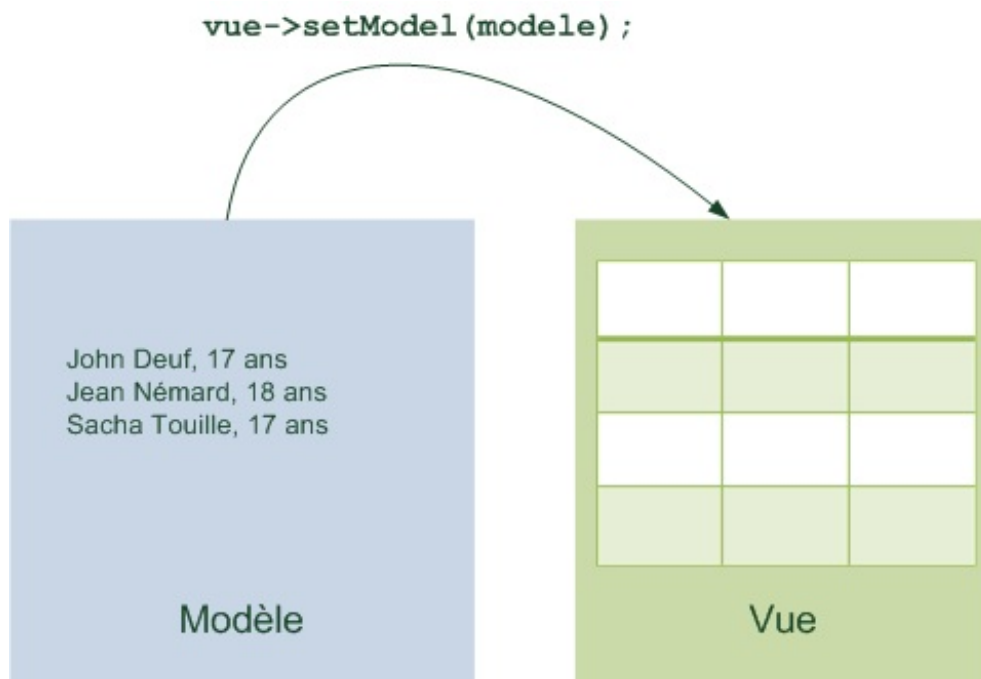 vue->setModel(modele);
John Deuf, 17 ans
Jean Némard, 18 ans
Sacha Touille, 17 ans
Modèle
Vue